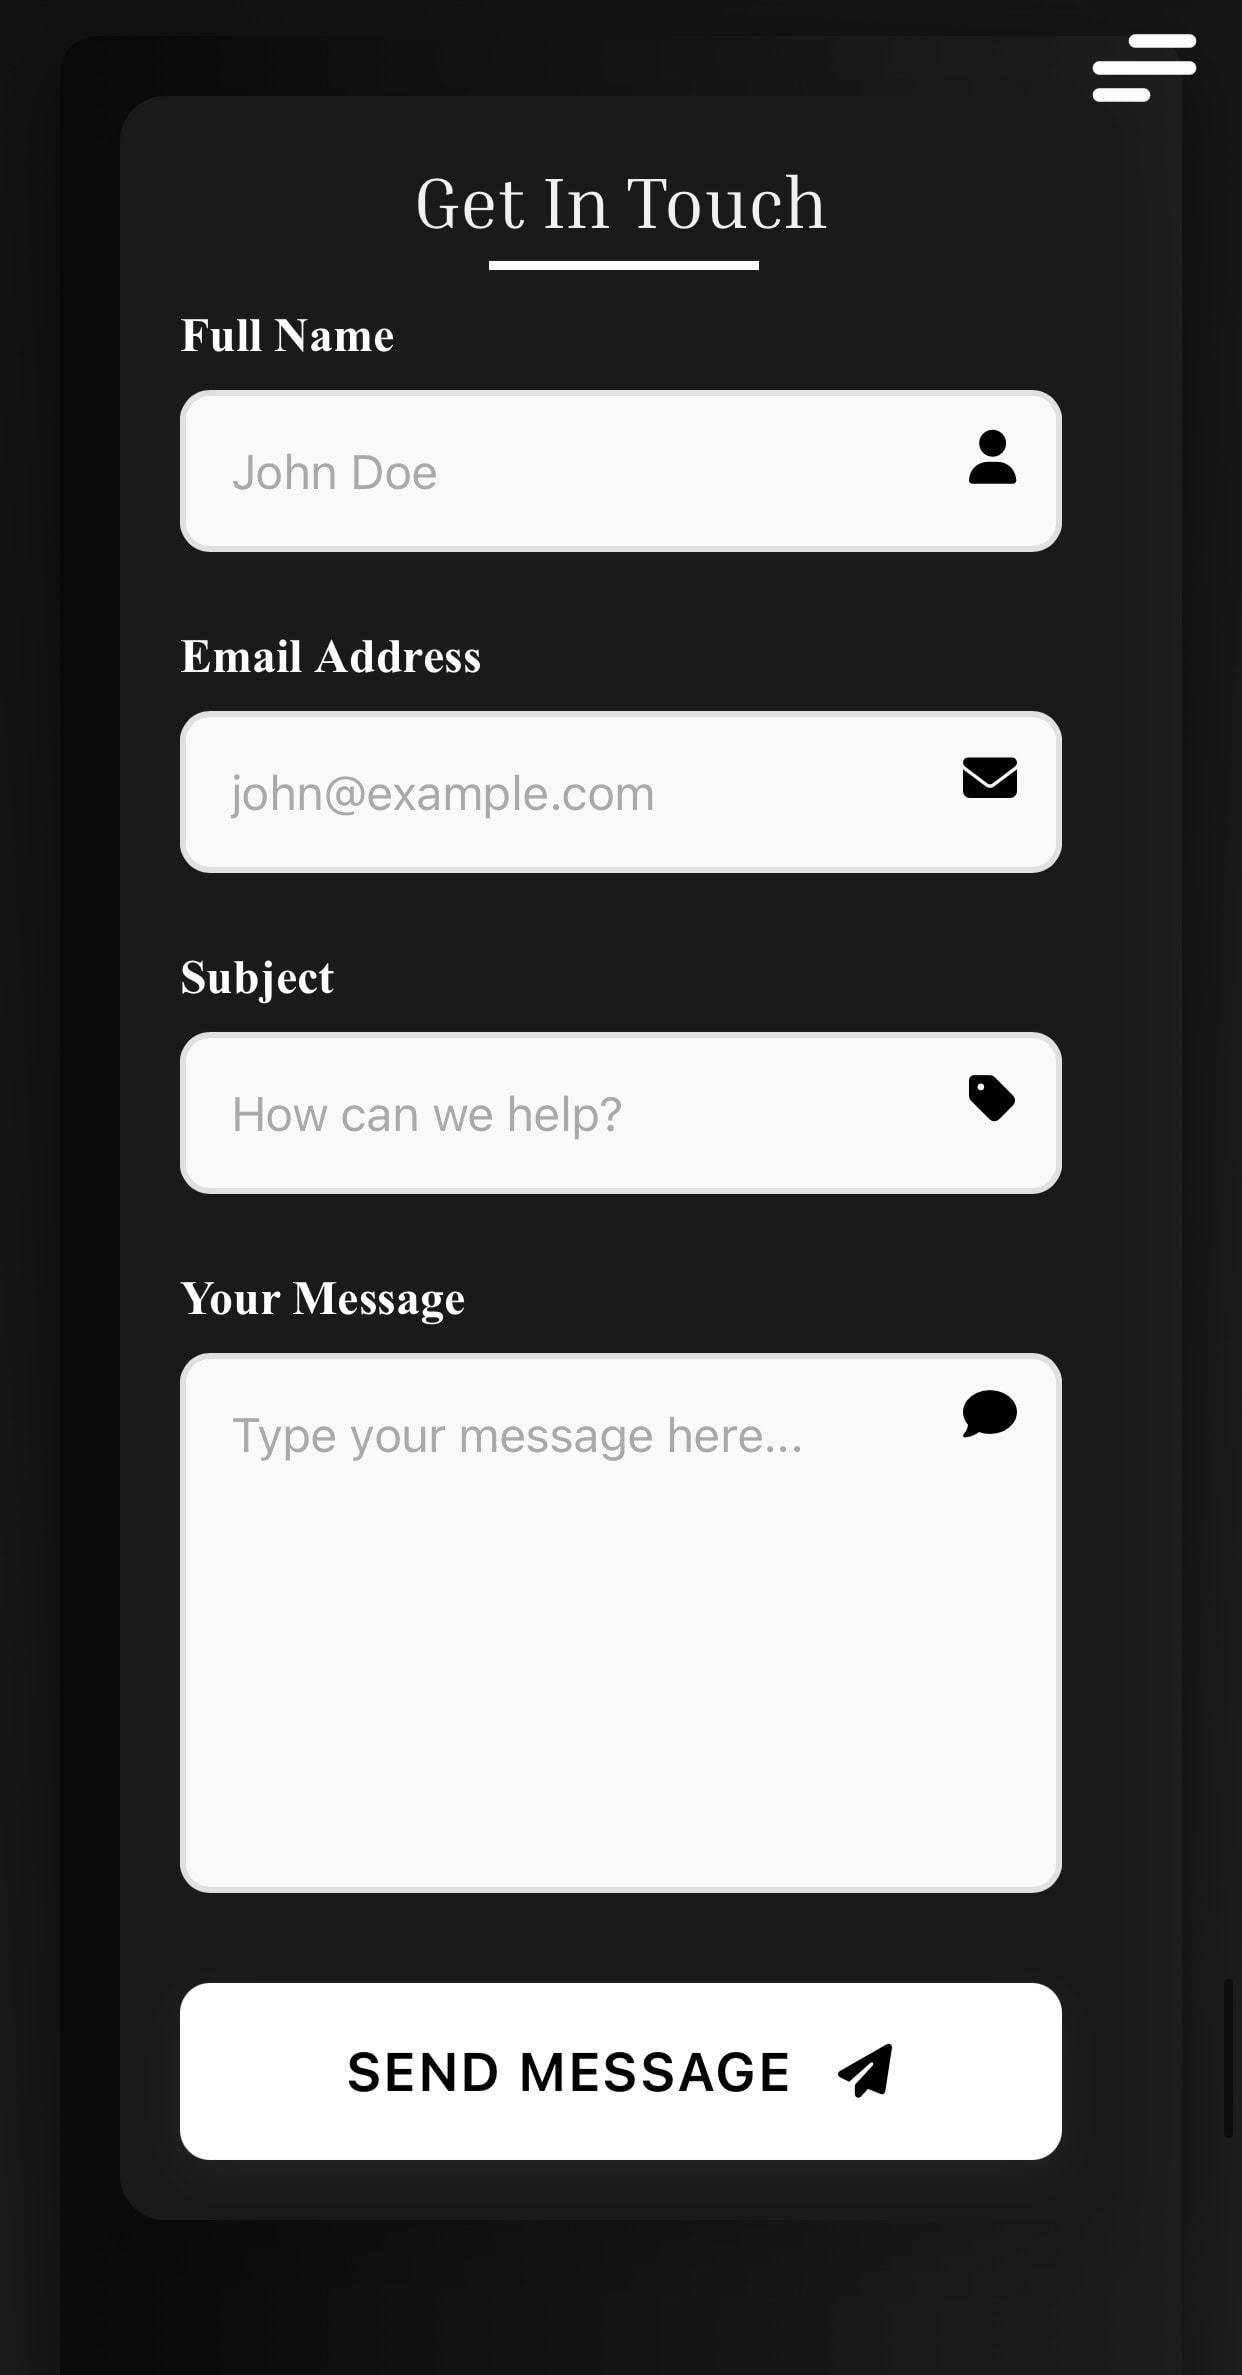 Get In Touch
Full Name
John Doe
Email Address
john@example.com
Subject
How can we help?
Your Message
Type your message here...
SEND MESSAGE